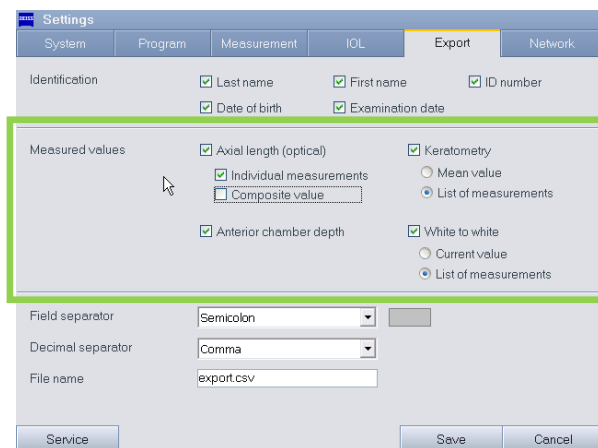 ZEISS Settings
System Program Measurement IOL Export Network
Identification Last name First name ID number
Date of birth Examination date
Measured values Axial length (optical) Keratometry
Individual measurements Mean value
Composite value List of measurements
Anterior chamber depth White to white
Current value
List of measurements
Field separator Semicolon
Decimal separator Comma
File name export.csv
Service Save Cancel